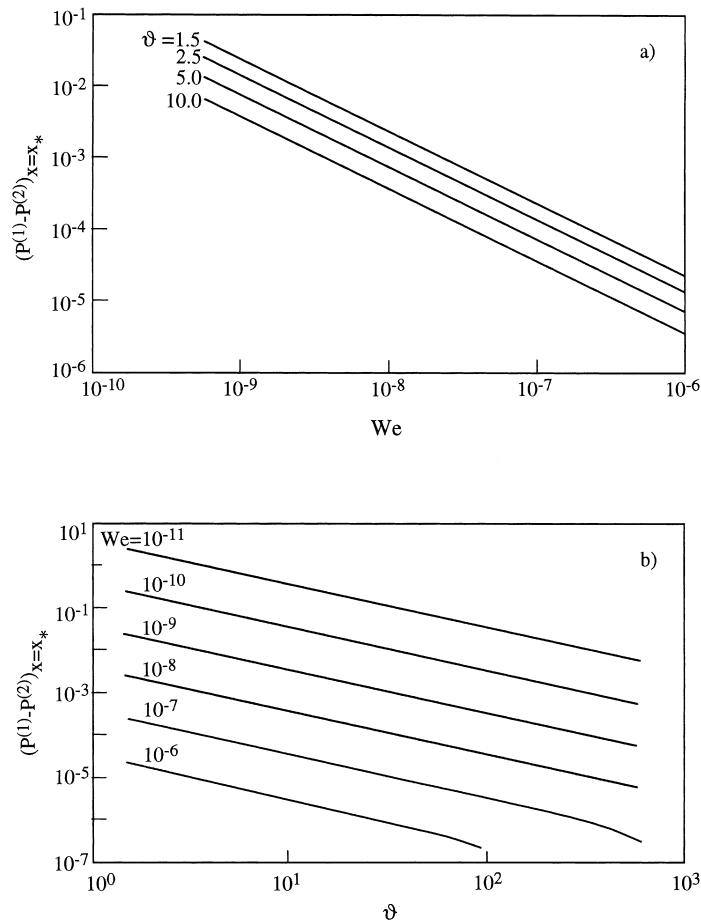 10⁻¹
ϑ =1.5
a)
2.5
10⁻²
5.0
10.0
10⁻³
(P⁽¹⁾-P⁽²⁾)ₓ₌ₓ*
10⁻⁴
10⁻⁵
10⁻⁶
10⁻¹⁰ 10⁻⁹ 10⁻⁸ 10⁻⁷ 10⁻⁶
We
10¹
We=10⁻¹¹
b)
10⁻¹⁰
10⁻¹
10⁻⁹
(P⁽¹⁾-P⁽²⁾)ₓ₌ₓ*
10⁻⁸
10⁻³
10⁻⁷
10⁻⁶
10⁻⁵
10⁻⁷
10⁰ 10¹ 10² 10³
ϑ